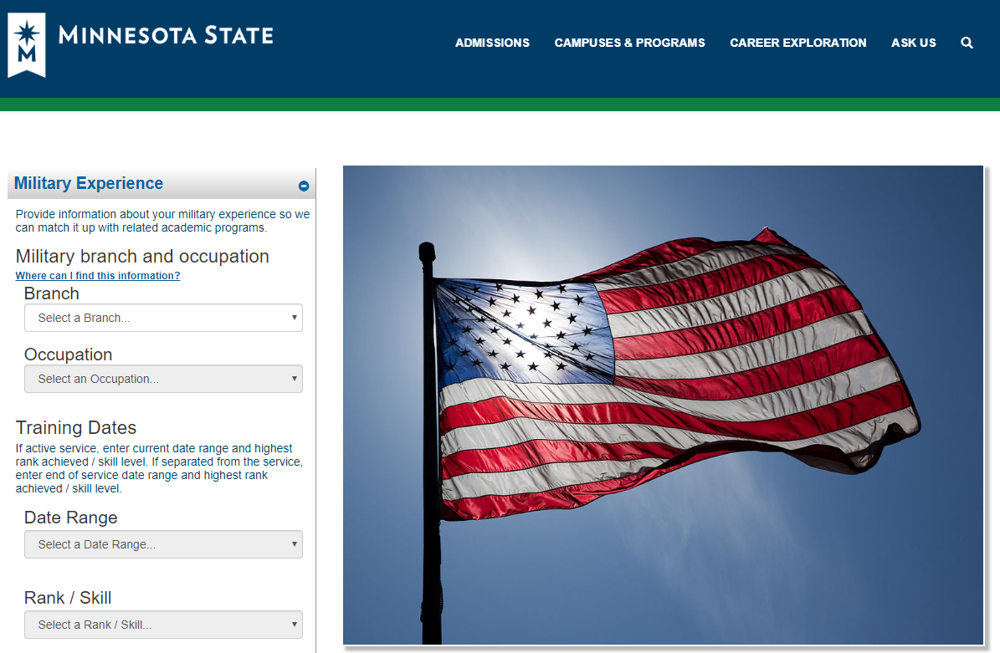 M
MINNESOTA STATE
ADMISSIONS
CAMPUSES & PROGRAMS
CAREER EXPLORATION
ASK US
Military Experience
Provide information about your military experience so we
can match it up with related academic programs.
Military branch and occupation
Where can I find this information?
Branch
Select a Branch...
Occupation
Select an Occupation...
Training Dates
If active service, enter current date range and highest
rank achieved / skill level. If separated from the service,
enter end of service date range and highest rank
achieved / skill level.
Date Range
Select a Date Range...
Rank / Skill
Select a Rank / Skill...